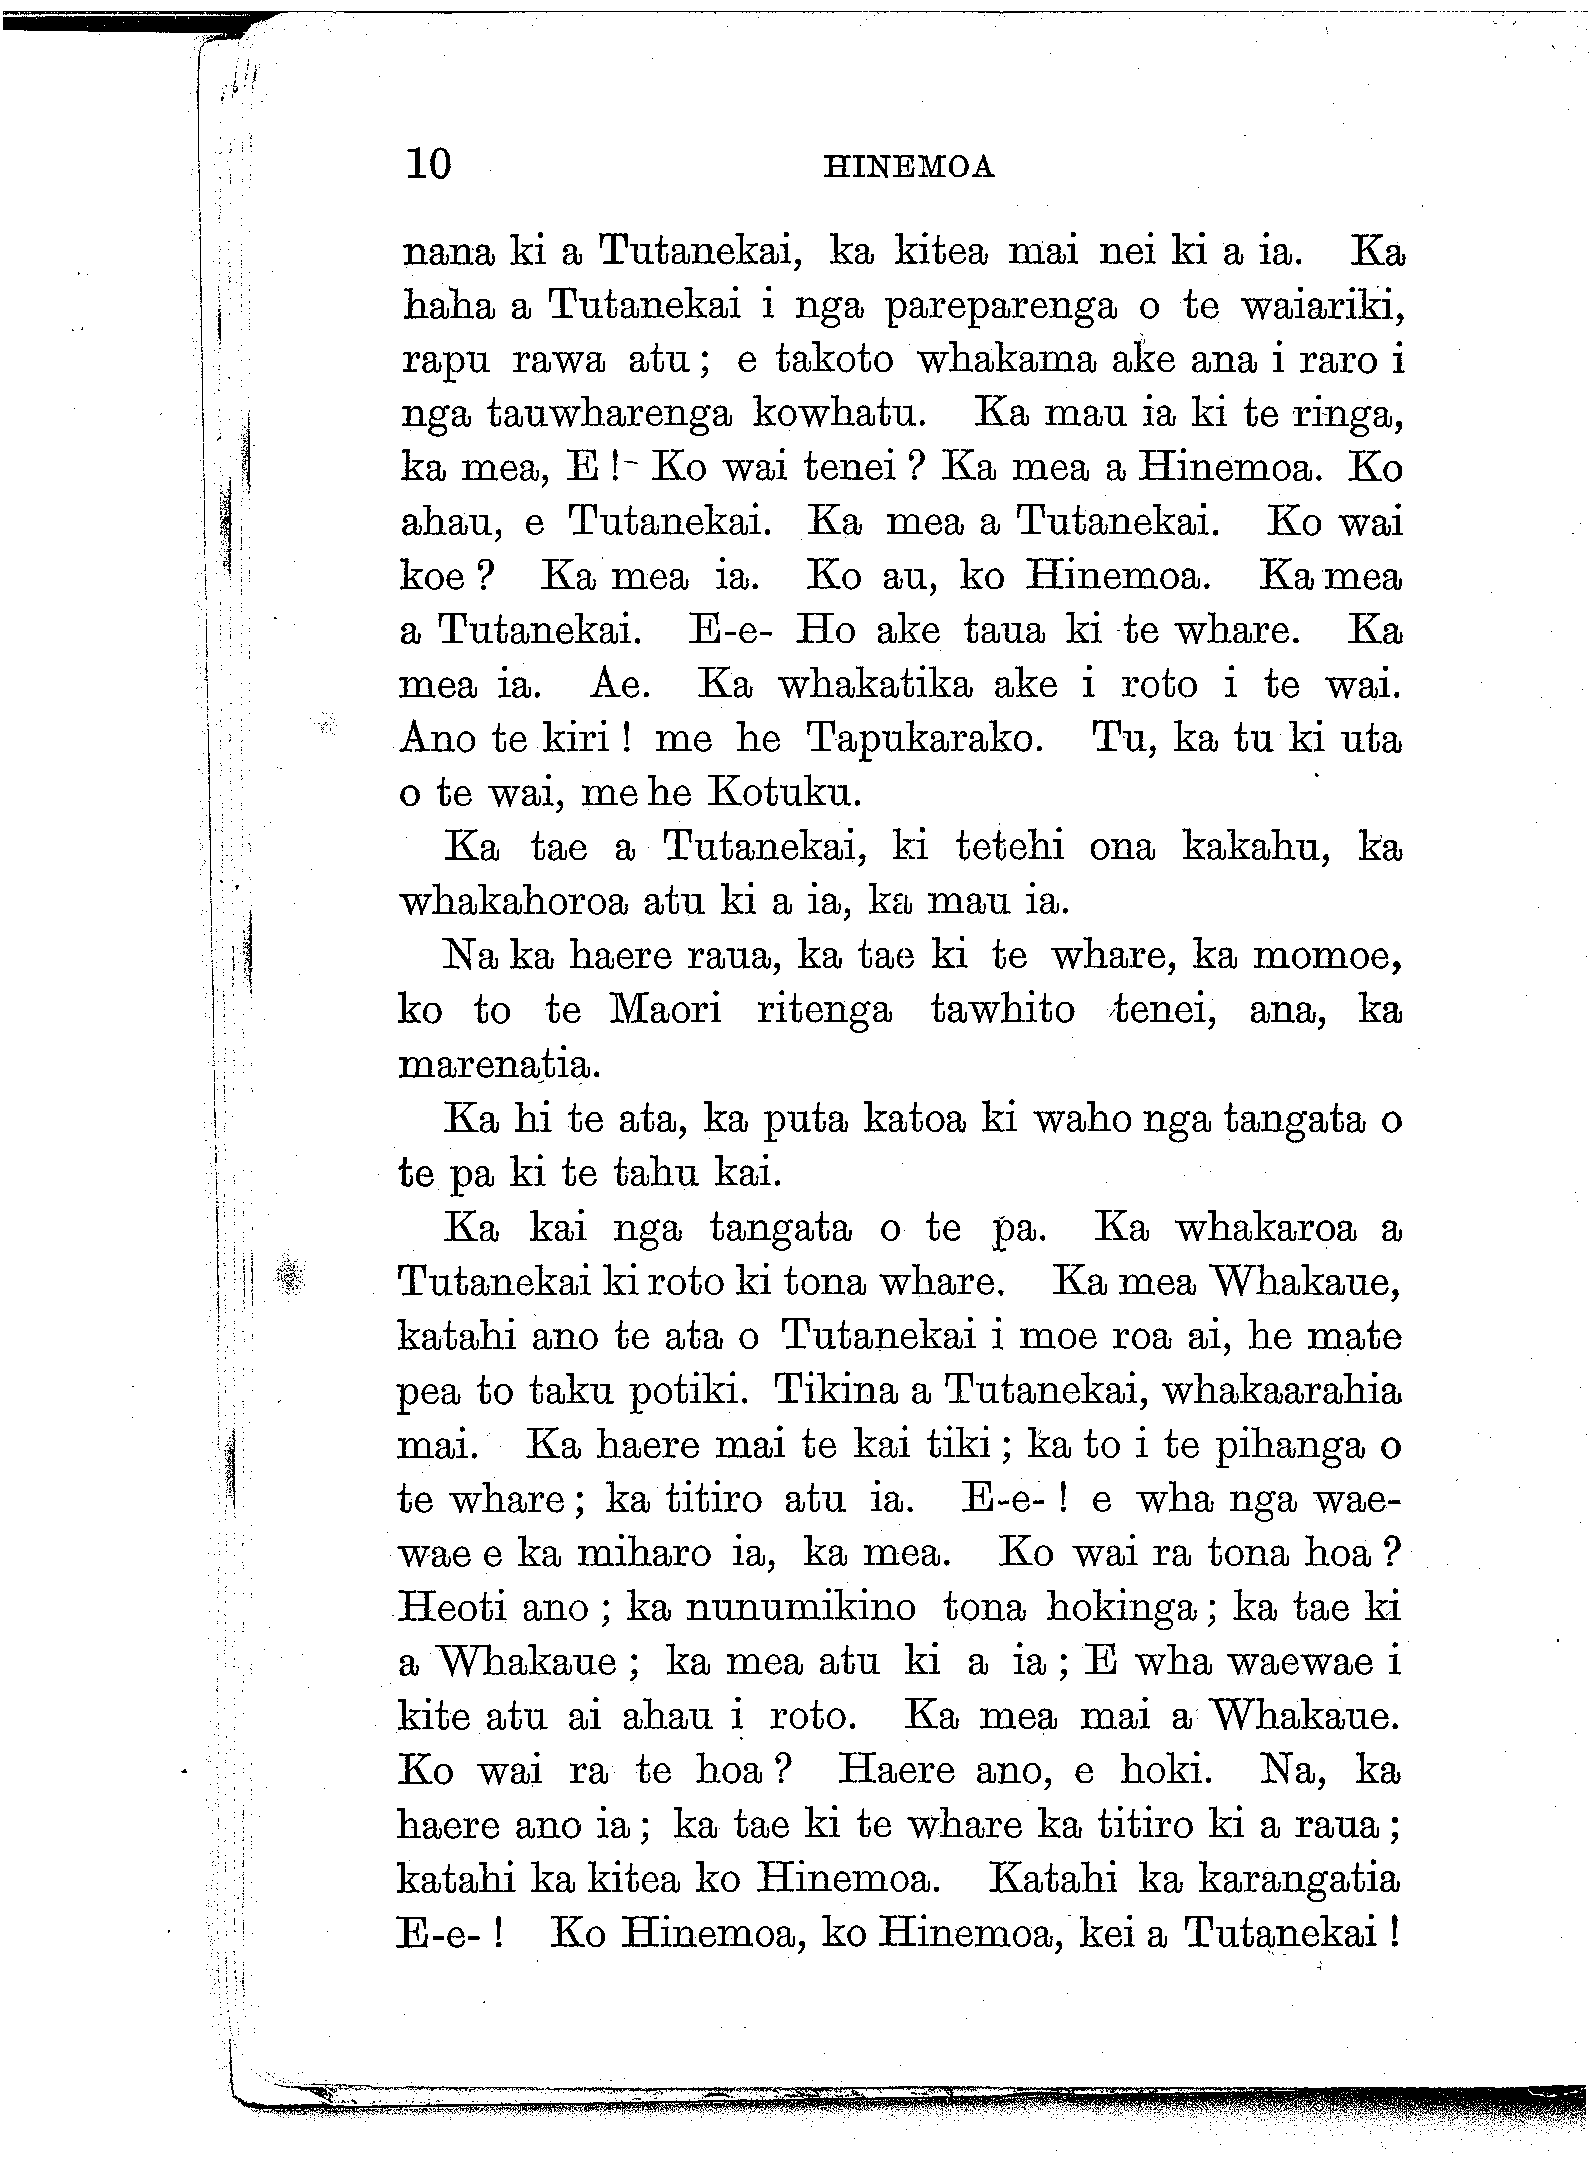 10 HINEMOA
nana ki a Tutanekai, ka kitea mai nei ki a ia. Ka
haha a Tutanekai i nga pareparenga o te waiariki,
rapu rawa atu; e takoto whakama ake ana i raro i
nga tauwharenga kowhatu. Ka mau ia ki te ringa,
ka mea, E !- Ko wai tenei? Ka mea a Hinemoa. Ko
ahau, e Tutanekai. Ka mea a Tutanekai. Ko wai
koe? Ka mea ia. Ko au, ko Hinemoa. Ka mea
a Tutanekai. E-e- Ho ake taua ki te whare. Ka
mea ia. Ae. Ka whakatika ake i roto i te wai.
Ano te kiri! me he Tapukarako. Tu, ka tu ki uta
o te wai, me he Kotuku.
Ka tae a Tutanekai, ki tetehi ona kakahu, ka
whakahoroa atu ki a ia, ka mau ia.
Na ka haere raua, ka tae ki te whare, ka momoe,
ko to te Maori ritenga tawhito tenei, ana, ka
marenatia.
Ka hi te ata, ka puta katoa ki waho nga tangata o
te pa ki te tahu kai.
Ka kai nga tangata o te pa. Ka whakaroa a
Tutanekai ki roto ki tona whare. Ka mea Whakaue,
katahi ano te ata o Tutanekai i moe roa ai, he mate
pea to taku potiki. Tikina a Tutanekai, whakaarahia
mai. Ka haere mai te kai tiki; ka to i te pihanga o
te whare; ka titiro atu ia. E-e- ! e wha nga wae-
wae e ka miharo ia, ka mea. Ko wai ra tona hoa?
Heoti ano; ka nunumikino tona hokinga; ka tae ki
a Whakaue; ka mea atu ki a ia; E wha waewae i
kite atu ai ahau i roto. Ka mea mai a Whakaue.
Ko wai ra te hoa? Haere ano, e hoki. Na, ka
haere ano ia; ka tae ki te whare ka titiro ki a raua;
katahi ka kitea ko Hinemoa. Katahi ka karangatia
E-e- ! Ko Hinemoa, ko Hinemoa, kei a Tutanekai!